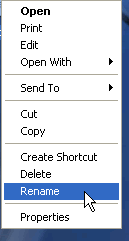 Open
Print
Edit
Open With
Send To
Cut
Copy
Create Shortcut
Delete
Rename
Properties